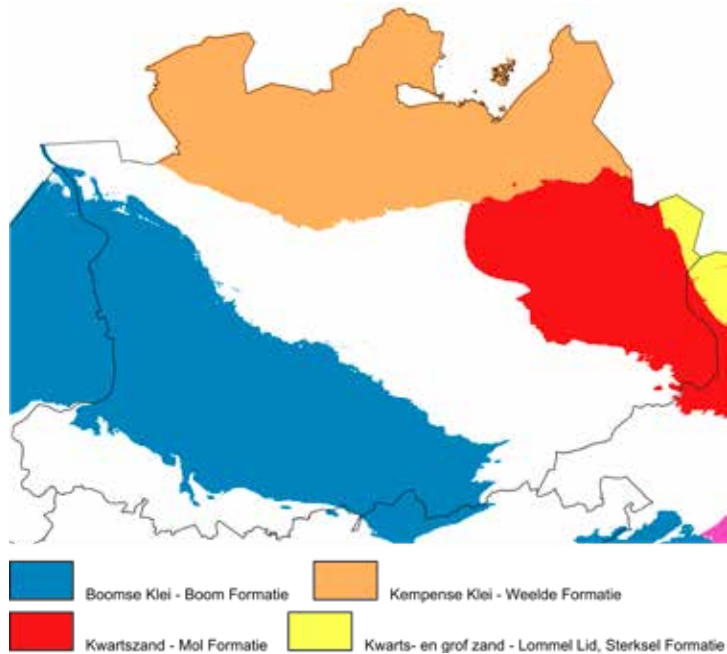 Boomse Klei - Boom Formatie
Kempense Klei - Weelde Formatie
Kwartszand - Mol Formatie
Kwarts- en grof zand - Lommel Lid, Sterksel Formatie